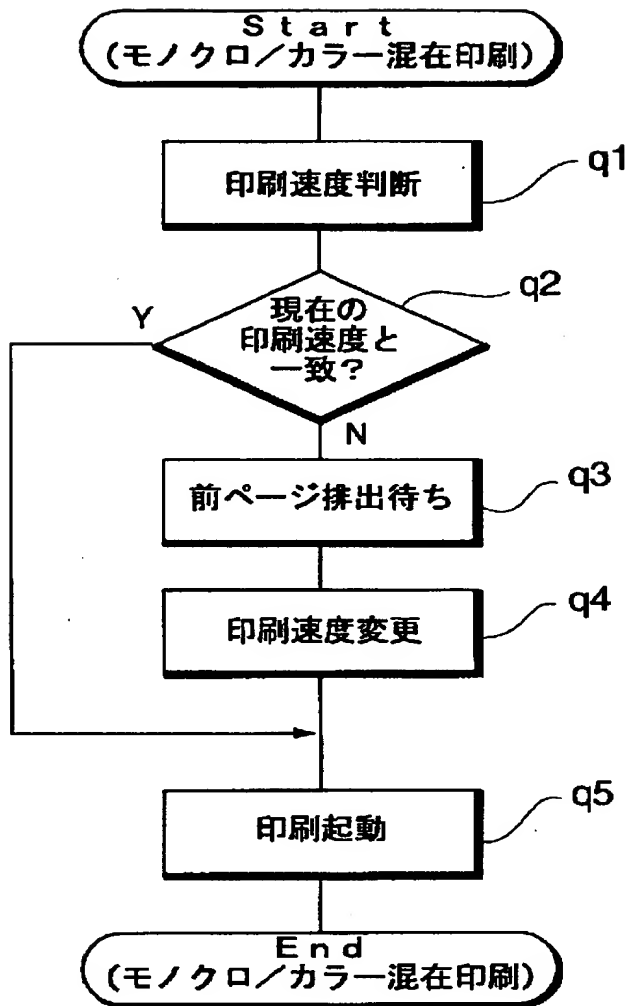 Start
(モノクロ/カラー混在印刷)
印刷速度判断
q1
現在の
印刷速度と
一致?
q2
Y
N
前ページ排出待ち
q3
印刷速度変更
q4
印刷起動
q5
End
(モノクロ/カラー混在印刷)